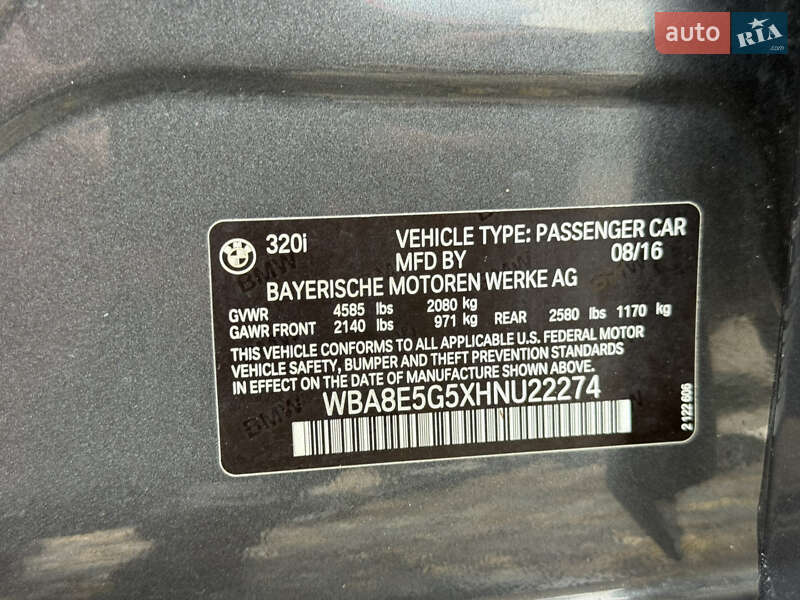 auto RIA
.com
BMW
320i VEHICLE TYPE: PASSENGER CAR
MFD BY 08/16
BAYERISCHE MOTOREN WERKE AG
GVWR 4585 lbs 2080 kg
GAWR FRONT 2140 lbs 971 kg REAR 2580 lbs 1170 kg
THIS VEHICLE CONFORMS TO ALL APPLICABLE U.S. FEDERAL MOTOR
VEHICLE SAFETY, BUMPER AND THEFT PREVENTION STANDARDS
IN EFFECT ON THE DATE OF MANUFACTURE SHOWN ABOVE:
WBA8E5G5XHNU22274
2 122 606